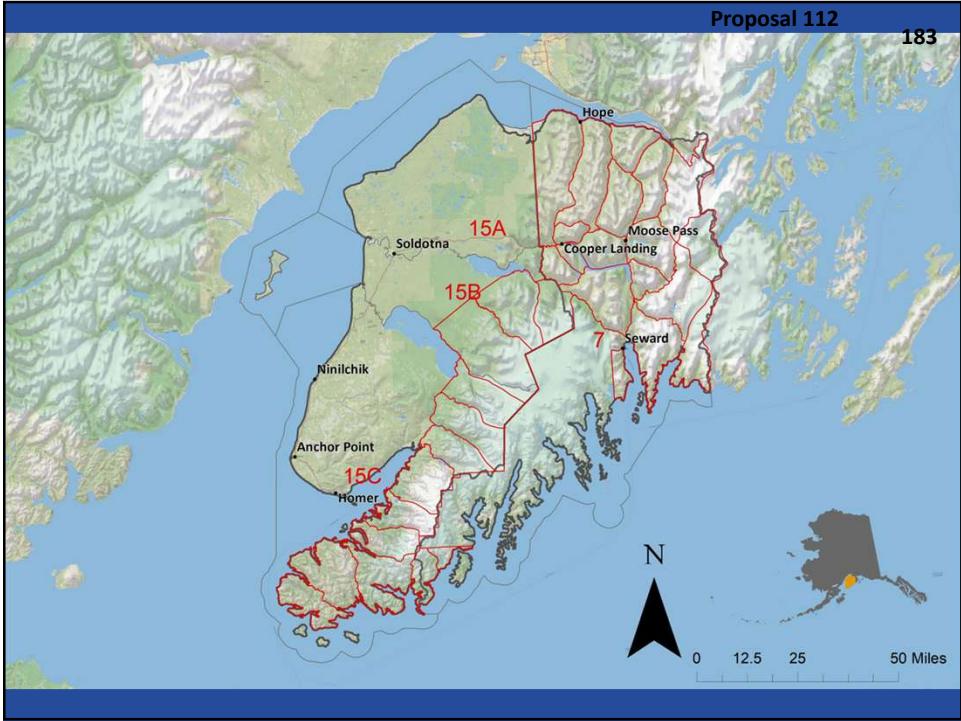 Proposal 112
183
Hope
15A
Moose Pass
Soldotna
Cooper Landing
15B
7
Seward
Ninilchik
Anchor Point
15C
Homer
N
0 12.5 25 50 Miles